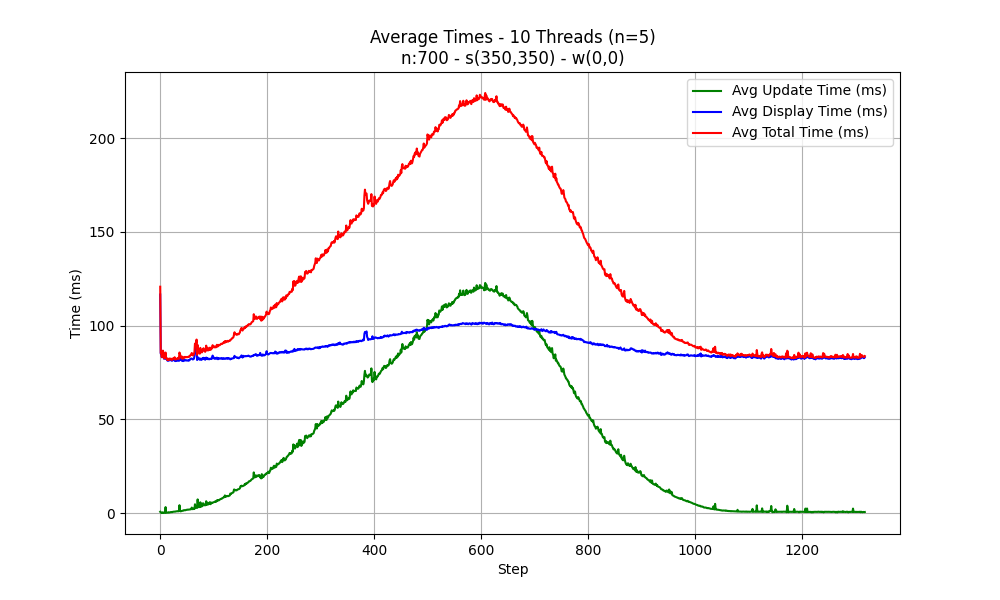 Average Times - 10 Threads (n=5)
n:700 - s(350,350) - w(0,0)
Avg Update Time (ms)
Avg Display Time (ms)
Avg Total Time (ms)
Time (ms)
200
150
100
50
0
0 200 400 600 800 1000 1200
Step